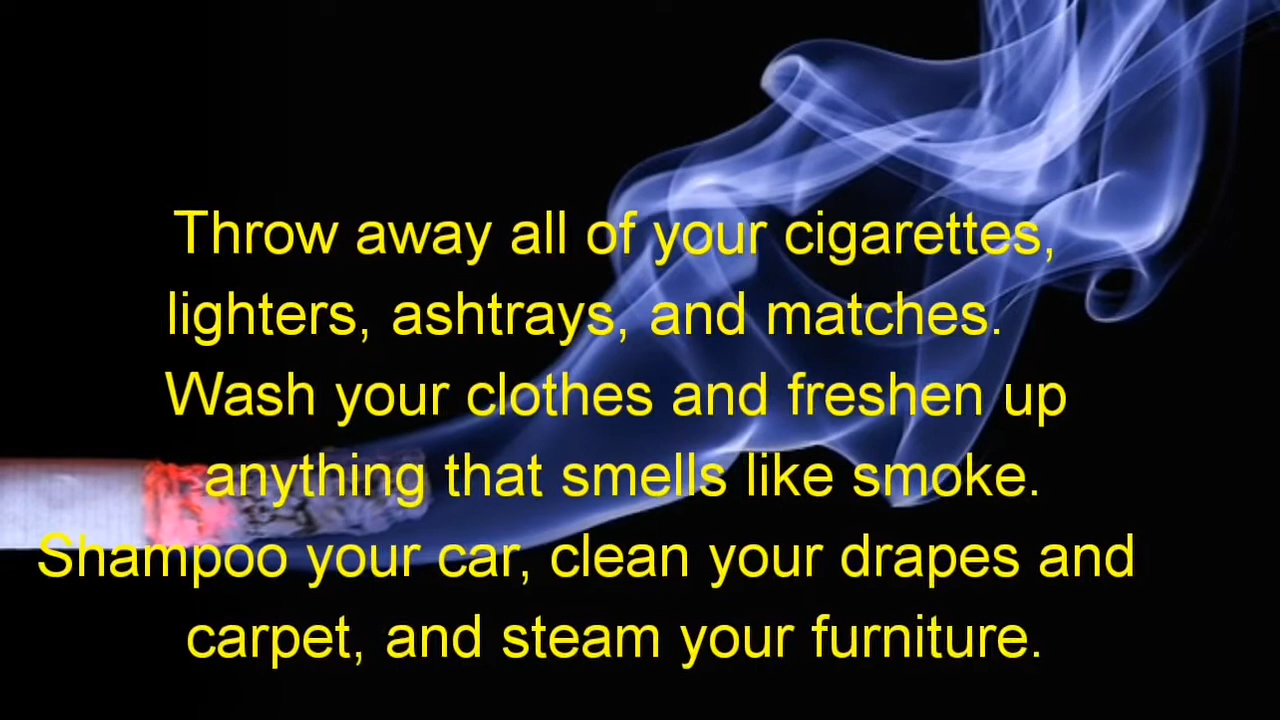 Throw away all of your cigarettes,
lighters, ashtrays, and matches.
Wash your clothes and freshen up
anything that smells like smoke.
Shampoo your car, clean your drapes and
carpet, and steam your furniture.